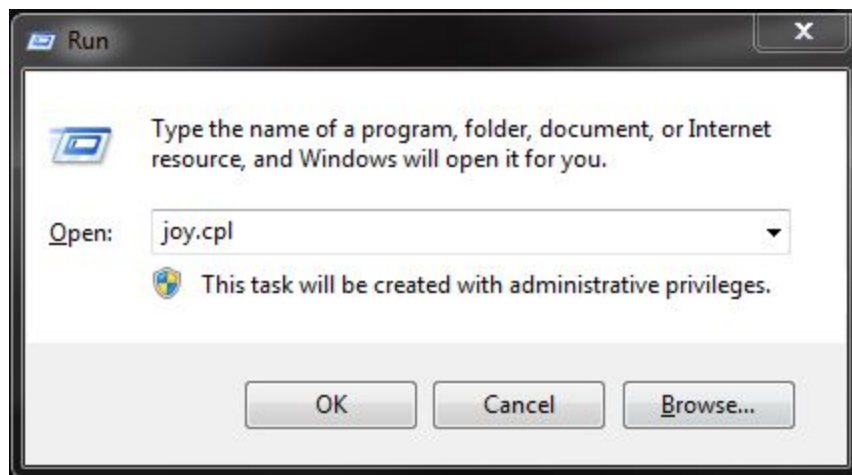 Run
x
Type the name of a program, folder, document, or Internet
resource, and Windows will open it for you.
Open: joy.cpl
This task will be created with administrative privileges.
OK Cancel Browse...